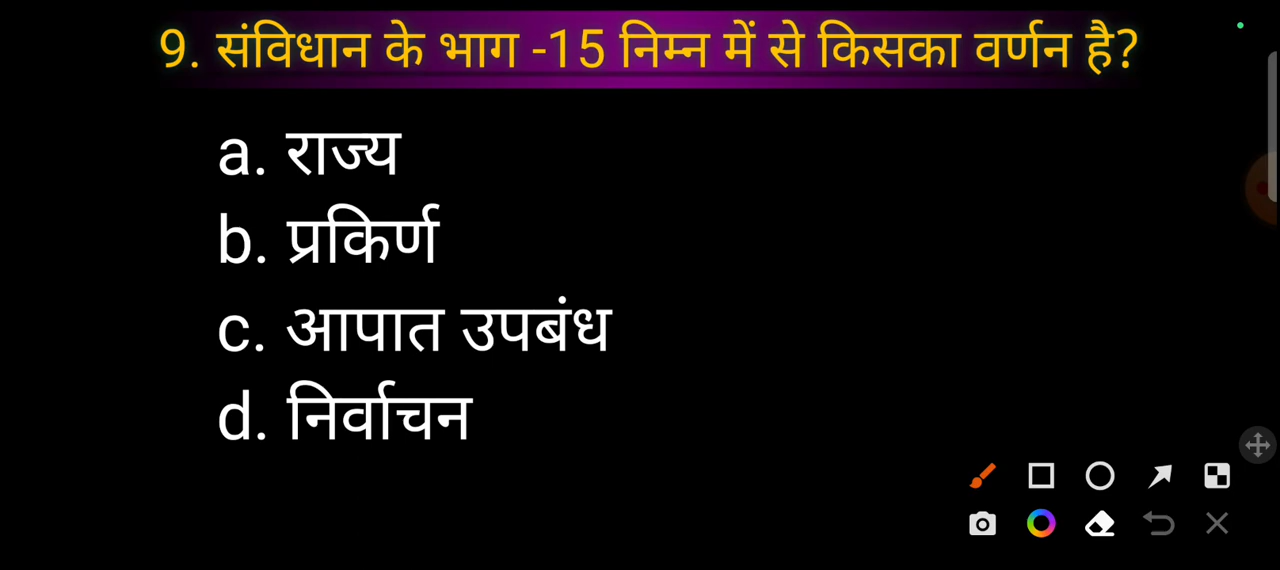 9. संविधान के भाग -15 निम्न में से किसका वर्णन है?
a. राज्य
b. प्रकिर्ण
c. आपात उपबंध
d. निर्वाचन